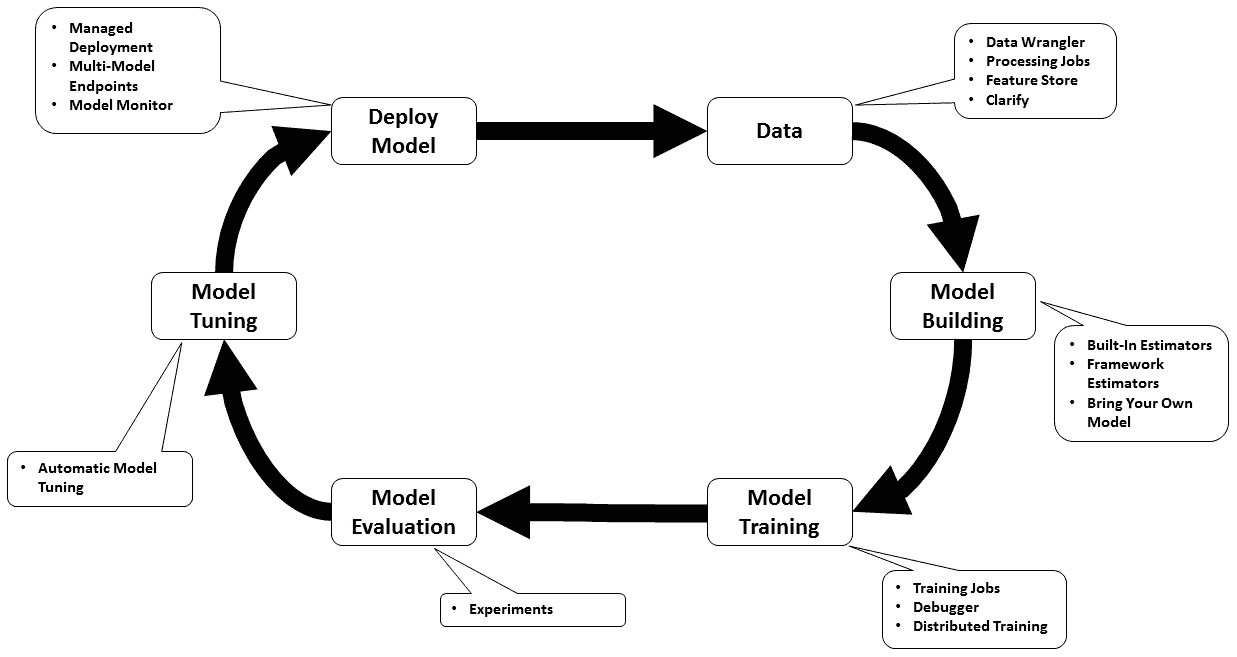 • Managed
Deployment
• Multi-Model
Endpoints
• Model Monitor
• Data Wrangler
• Processing Jobs
• Feature Store
• Clarify
Deploy
Model
Data
Model
Tuning
Model
Building
• Built-In Estimators
• Framework
Estimators
• Bring Your Own
Model
• Automatic Model
Tuning
Model
Evaluation
Model
Training
• Experiments
• Training Jobs
• Debugger
• Distributed Training